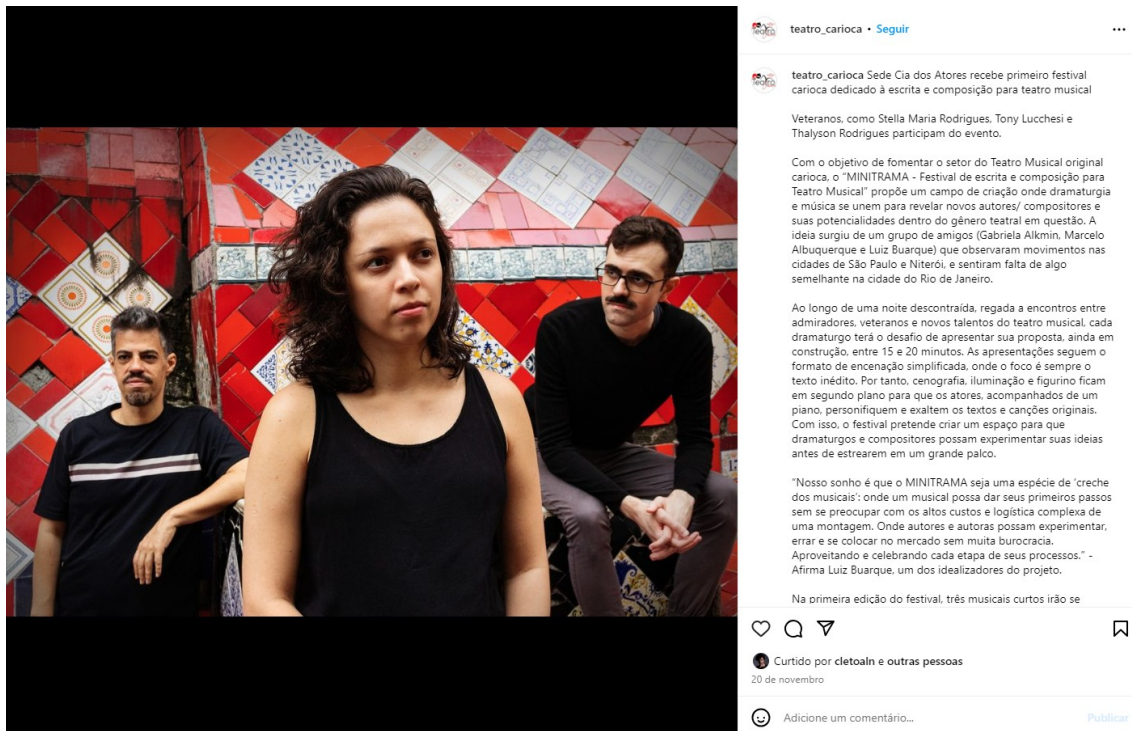 teatro_carioca • Seguir
teatro_carioca Sede Cia dos Atores recebe primeiro festival
carioca dedicado à escrita e composição para teatro musical
Veteranos, como Stella Maria Rodrigues, Tony Lucchesi e
Thalyson Rodrigues participam do evento.
Com o objetivo de fomentar o setor do Teatro Musical original
carioca, o “MINITRAMA - Festival de escrita e composição para
Teatro Musical” propõe um campo de criação onde dramaturgia
e música se unem para revelar novos autores/ compositores e
suas potencialidades dentro do gênero teatral em questão. A
ideia surgiu de um grupo de amigos (Gabriela Alkmin, Marcelo
Albuquerque e Luiz Buarque) que observaram movimentos nas
cidades de São Paulo e Niterói, e sentiram falta de algo
semelhante na cidade do Rio de Janeiro.
Ao longo de uma noite descontraída, regada a encontros entre
admiradores, veteranos e novos talentos do teatro musical, cada
dramaturgo terá o desafio de apresentar sua proposta, ainda em
construção, entre 15 e 20 minutos. As apresentações seguem o
formato de encenação simplificada, onde o foco é sempre o
texto inédito. Por tanto, cenografia, iluminação e figurino ficam
em segundo plano para que os atores, acompanhados de um
piano, personifiquem e exaltem os textos e canções originais.
Com isso, o festival pretende criar um espaço para que
dramaturgos e compositores possam experimentar suas ideias
antes de estrearem em um grande palco.
“Nosso sonho é que o MINITRAMA seja uma espécie de ‘creche
dos musicais’; onde um musical possa dar seus primeiros passos
sem se preocupar com os altos custos e logística complexa de
uma montagem. Onde autores e autoras possam experimentar,
errar e se colocar no mercado sem muita burocracia.
Aproveitando e celebrando cada etapa de seus processos.” -
Afirma Luiz Buarque, um dos idealizadores do projeto.
Na primeira edição do festival, três musicais curtos irão se
Curtido por cletoaln e outras pessoas
20 de novembro
Adicione um comentário... Publicar